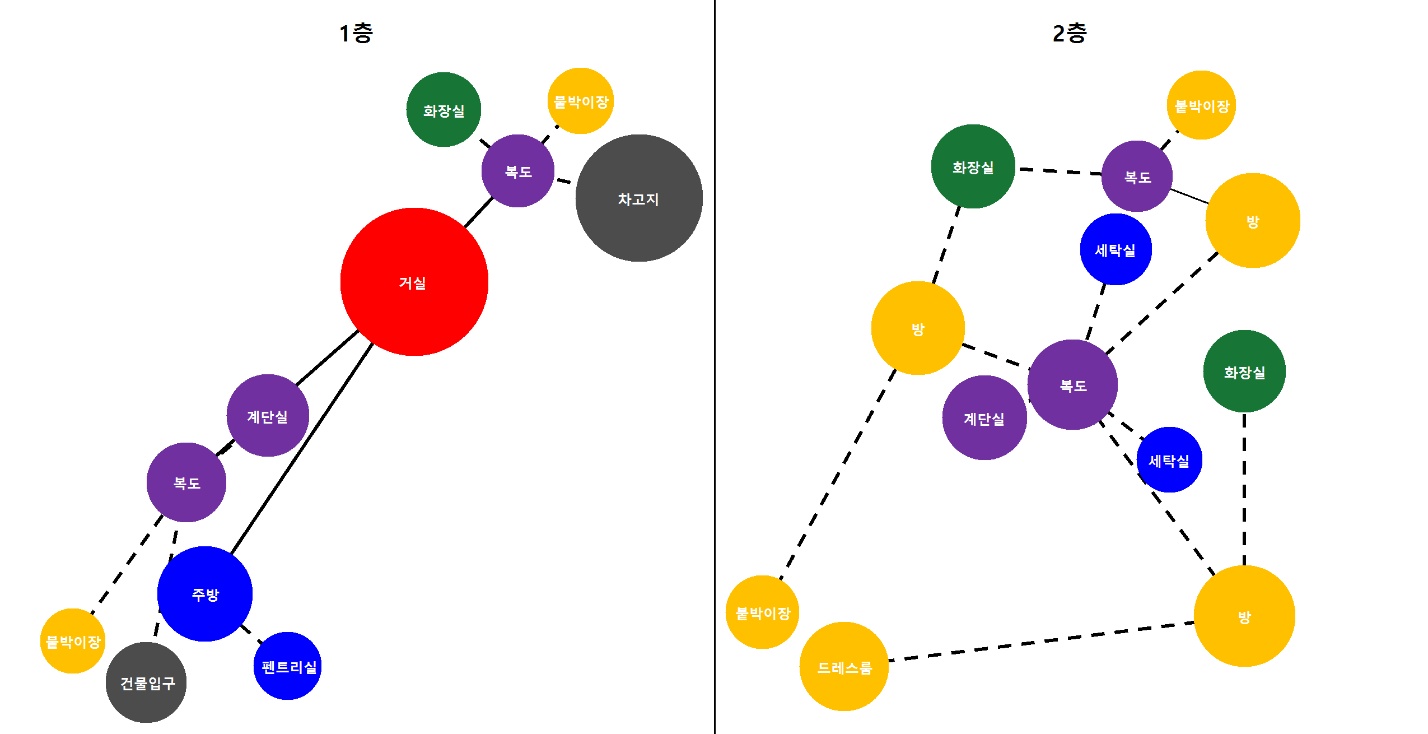 1층
2층
화장실
물박이장
복도
차고지
거실
계단실
복도
주방
물박이장
건물입구
펜트리실
붙박이장
화장실
복도
방
세탁실
방
화장실
복도
계단실
세탁실
붙박이장
방
드레스룸